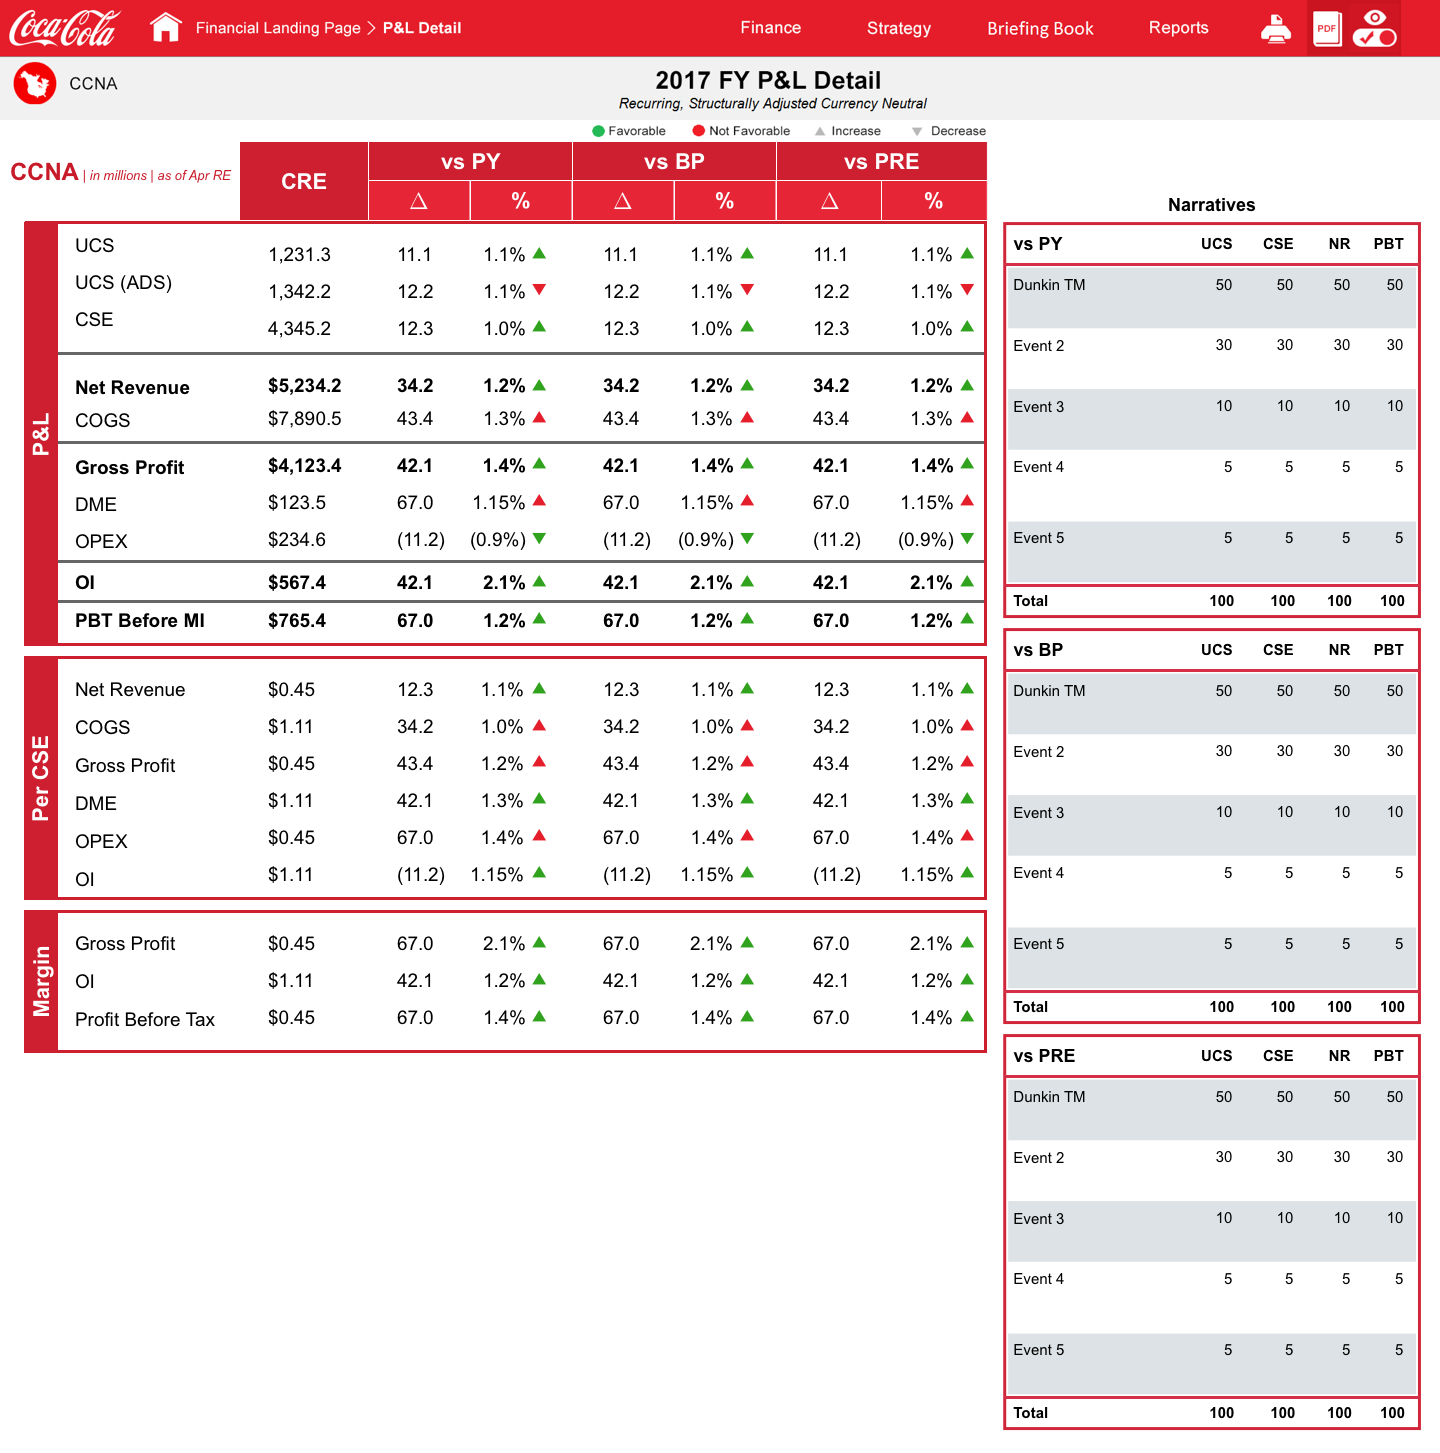 Coca-Cola Financial Landing Page > P&L Detail Finance Strategy Briefing Book Reports PDF
CCNA 2017 FY P&L Detail
Recurring, Structurally Adjusted Currency Neutral
Favorable Not Favorable Increase Decrease
CCNA | in millions | as of Apr RE CRE vs PY vs BP vs PRE
Δ % Δ % Δ %
P&L
UCS 1,231.3 11.1 1.1% ▲ 11.1 1.1% ▲ 11.1 1.1% ▲
UCS (ADS) 1,342.2 12.2 1.1% ▼ 12.2 1.1% ▼ 12.2 1.1% ▼
CSE 4,345.2 12.3 1.0% ▲ 12.3 1.0% ▲ 12.3 1.0% ▲
Net Revenue $5,234.2 34.2 1.2% ▲ 34.2 1.2% ▲ 34.2 1.2% ▲
COGS $7,890.5 43.4 1.3% ▲ 43.4 1.3% ▲ 43.4 1.3% ▲
Gross Profit $4,123.4 42.1 1.4% ▲ 42.1 1.4% ▲ 42.1 1.4% ▲
DME $123.5 67.0 1.15% ▲ 67.0 1.15% ▲ 67.0 1.15% ▲
OPEX $234.6 (11.2) (0.9%) ▼ (11.2) (0.9%) ▼ (11.2) (0.9%) ▼
OI $567.4 42.1 2.1% ▲ 42.1 2.1% ▲ 42.1 2.1% ▲
PBT Before MI $765.4 67.0 1.2% ▲ 67.0 1.2% ▲ 67.0 1.2% ▲
Per CSE
Net Revenue $0.45 12.3 1.1% ▲ 12.3 1.1% ▲ 12.3 1.1% ▲
COGS $1.11 34.2 1.0% ▲ 34.2 1.0% ▲ 34.2 1.0% ▲
Gross Profit $0.45 43.4 1.2% ▲ 43.4 1.2% ▲ 43.4 1.2% ▲
DME $1.11 42.1 1.3% ▲ 42.1 1.3% ▲ 42.1 1.3% ▲
OPEX $0.45 67.0 1.4% ▲ 67.0 1.4% ▲ 67.0 1.4% ▲
OI $1.11 (11.2) 1.15% ▲ (11.2) 1.15% ▲ (11.2) 1.15% ▲
Margin
Gross Profit $0.45 67.0 2.1% ▲ 67.0 2.1% ▲ 67.0 2.1% ▲
OI $1.11 42.1 1.2% ▲ 42.1 1.2% ▲ 42.1 1.2% ▲
Profit Before Tax $0.45 67.0 1.4% ▲ 67.0 1.4% ▲ 67.0 1.4% ▲
Narratives
vs PY UCS CSE NR PBT
Dunkin TM 50 50 50 50
Event 2 30 30 30 30
Event 3 10 10 10 10
Event 4 5 5 5 5
Event 5 5 5 5 5
Total 100 100 100 100
vs BP UCS CSE NR PBT
Dunkin TM 50 50 50 50
Event 2 30 30 30 30
Event 3 10 10 10 10
Event 4 5 5 5 5
Event 5 5 5 5 5
Total 100 100 100 100
vs PRE UCS CSE NR PBT
Dunkin TM 50 50 50 50
Event 2 30 30 30 30
Event 3 10 10 10 10
Event 4 5 5 5 5
Event 5 5 5 5 5
Total 100 100 100 100